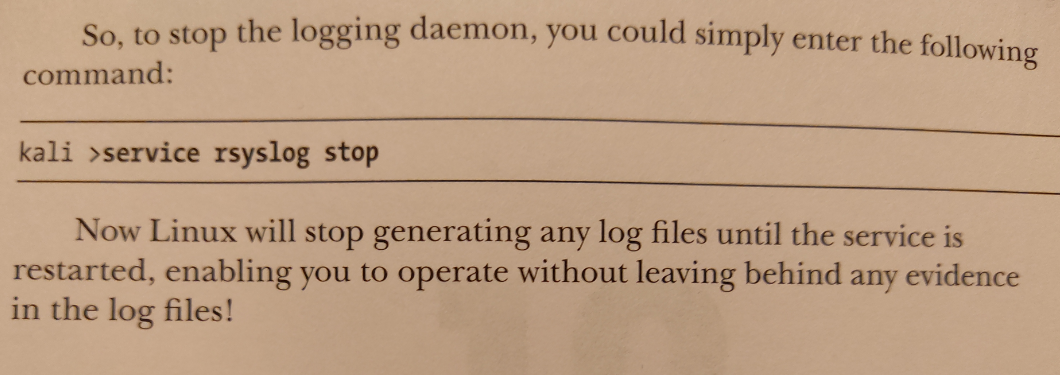 So, to stop the logging daemon, you could simply enter the following
command:
kali >service rsyslog stop
Now Linux will stop generating any log files until the service is
restarted, enabling you to operate without leaving behind any evidence
in the log files!